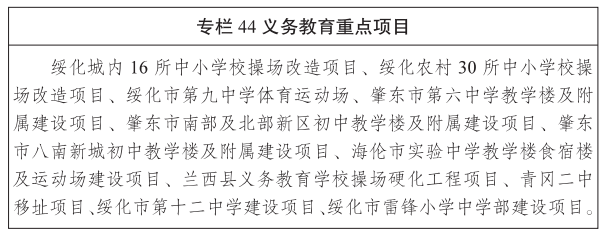 专栏 44 义务教育重点项目
绥化城内 16 所中小学校操场改造项目、绥化农村 30 所中小学校操
场改造项目、绥化市第九中学体育运动场、肇东市第六中学教学楼及附
属建设项目、肇东市南部及北部新区初中教学楼及附属建设项目、肇东
市八南新城初中教学楼及附属建设项目、海伦市实验中学教学楼食宿楼
及运动场建设项目、兰西县义务教育学校操场硬化工程项目、青冈二中
移址项目、绥化市第十二中学建设项目、绥化市雷锋小学中学部建设项目。